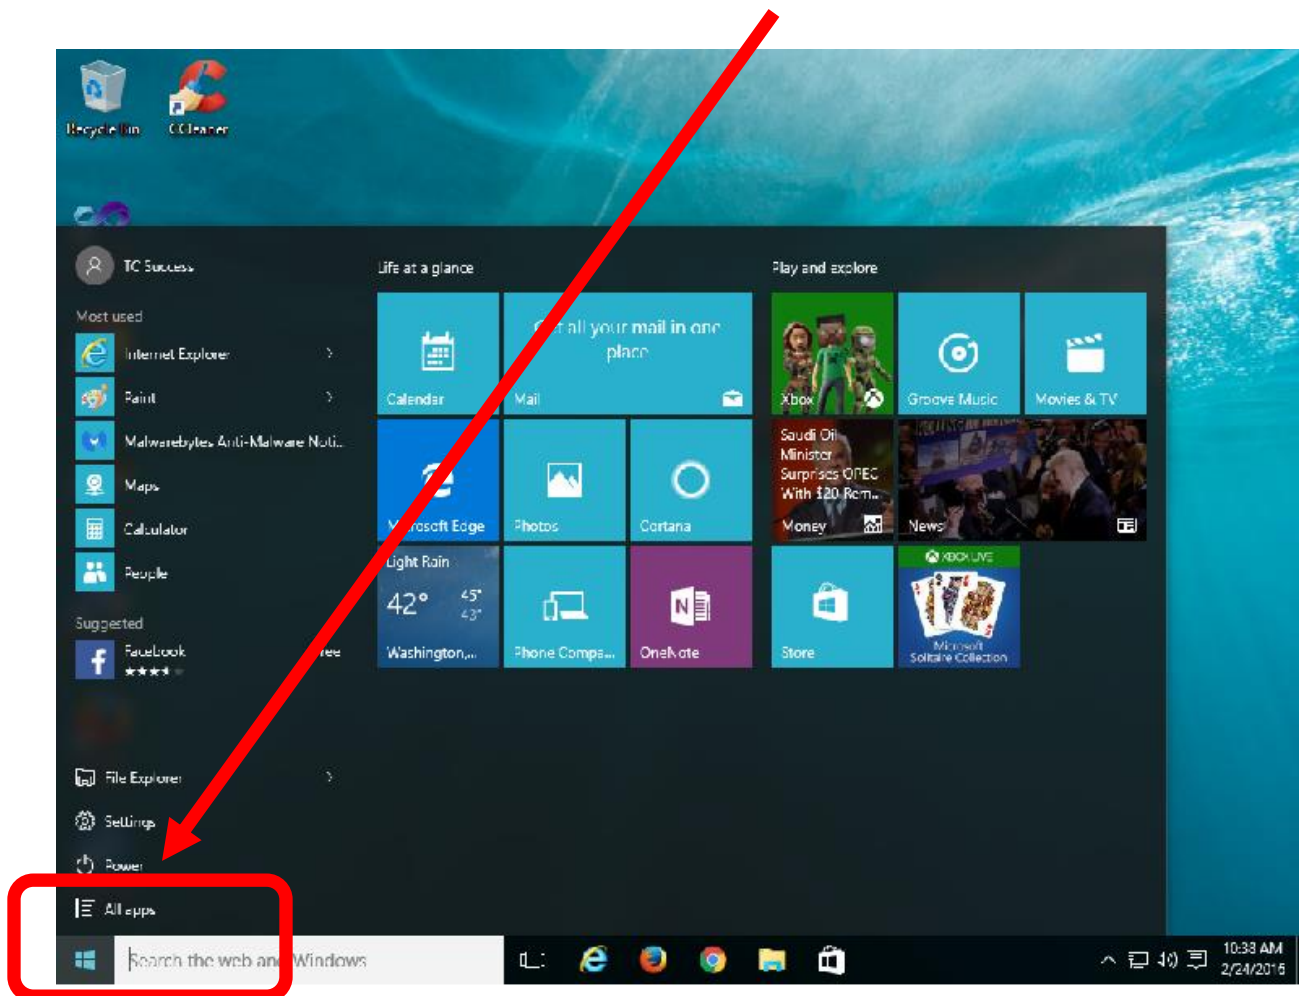 Recycle Bin
CCleaner
TC Success
Most used
Internet Explorer
Paint
Malwarebytes Anti-Malware Noti...
Maps
Calculator
People
Suggested
Facebook
File Explorer
Settings
Power
All apps
Search the web and Windows
Life at a glance
Calendar
all your mail in one
place
Mail
Microsoft Edge
Photos
Cortana
Light Rain
42°
45°
43°
Washington,...
Phone Compa...
OneNote
Play and explore
Xbox
Groove Music
Movies & TV
Saudi Oil
Minister
Surprises OPEC
With $20 Rem...
Money
News
Store
XBOX LIVE
Microsoft
Solitaire Collection
10:38 AM
2/24/2016